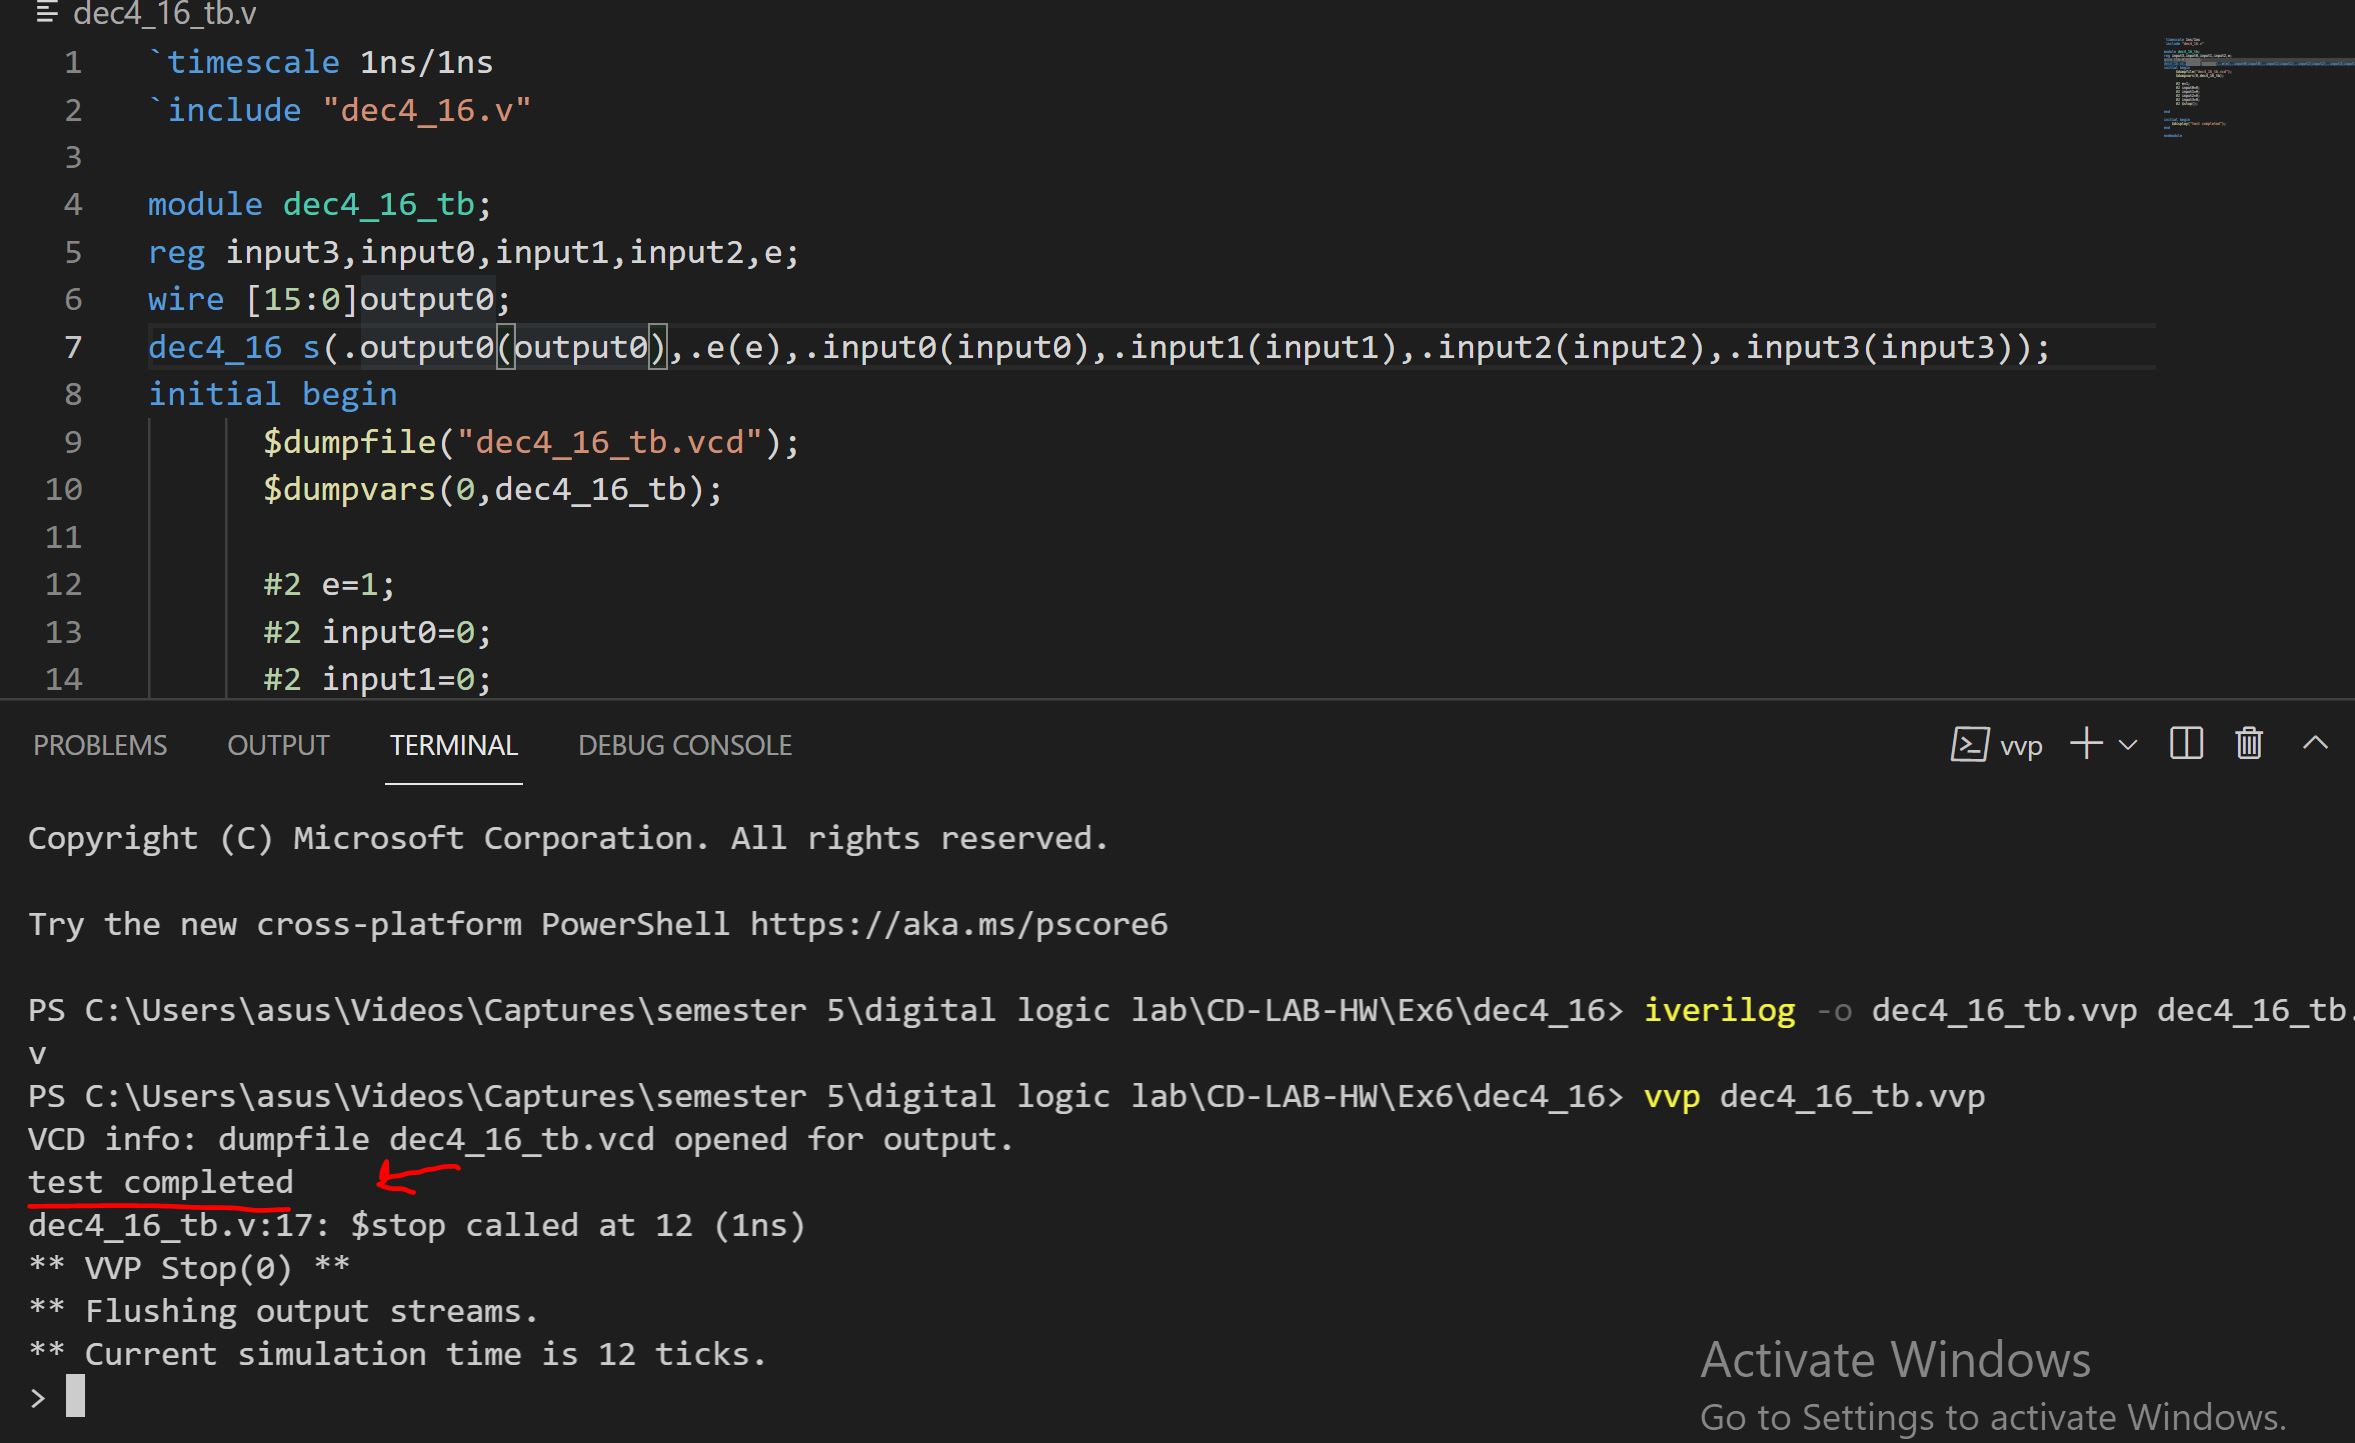 dec4_16_tb.v
1 `timescale 1ns/1ns
2 `include "dec4_16.v"
3
4 module dec4_16_tb;
5 reg input3,input0,input1,input2,e;
6 wire [15:0]output0;
7 dec4_16 s(.output0(output0),.e(e),.input0(input0),.input1(input1),.input2(input2),.input3(input3));
8 initial begin
9 $dumpfile("dec4_16_tb.vcd");
10 $dumpvars(0,dec4_16_tb);
11
12 #2 e=1;
13 #2 input0=0;
14 #2 input1=0;
PROBLEMS OUTPUT TERMINAL DEBUG CONSOLE vvp
Copyright (C) Microsoft Corporation. All rights reserved.
Try the new cross-platform PowerShell https://aka.ms/pscore6
PS C:\Users\asus\Videos\Captures\semester 5\digital logic lab\CD-LAB-HW\Ex6\dec4_16> iverilog -o dec4_16_tb.vvp dec4_16_tb.
v
PS C:\Users\asus\Videos\Captures\semester 5\digital logic lab\CD-LAB-HW\Ex6\dec4_16> vvp dec4_16_tb.vvp
VCD info: dumpfile dec4_16_tb.vcd opened for output.
test completed
dec4_16_tb.v:17: $stop called at 12 (1ns)
** VVP Stop(0) **
** Flushing output streams.
** Current simulation time is 12 ticks.
>
Activate Windows
Go to Settings to activate Windows.